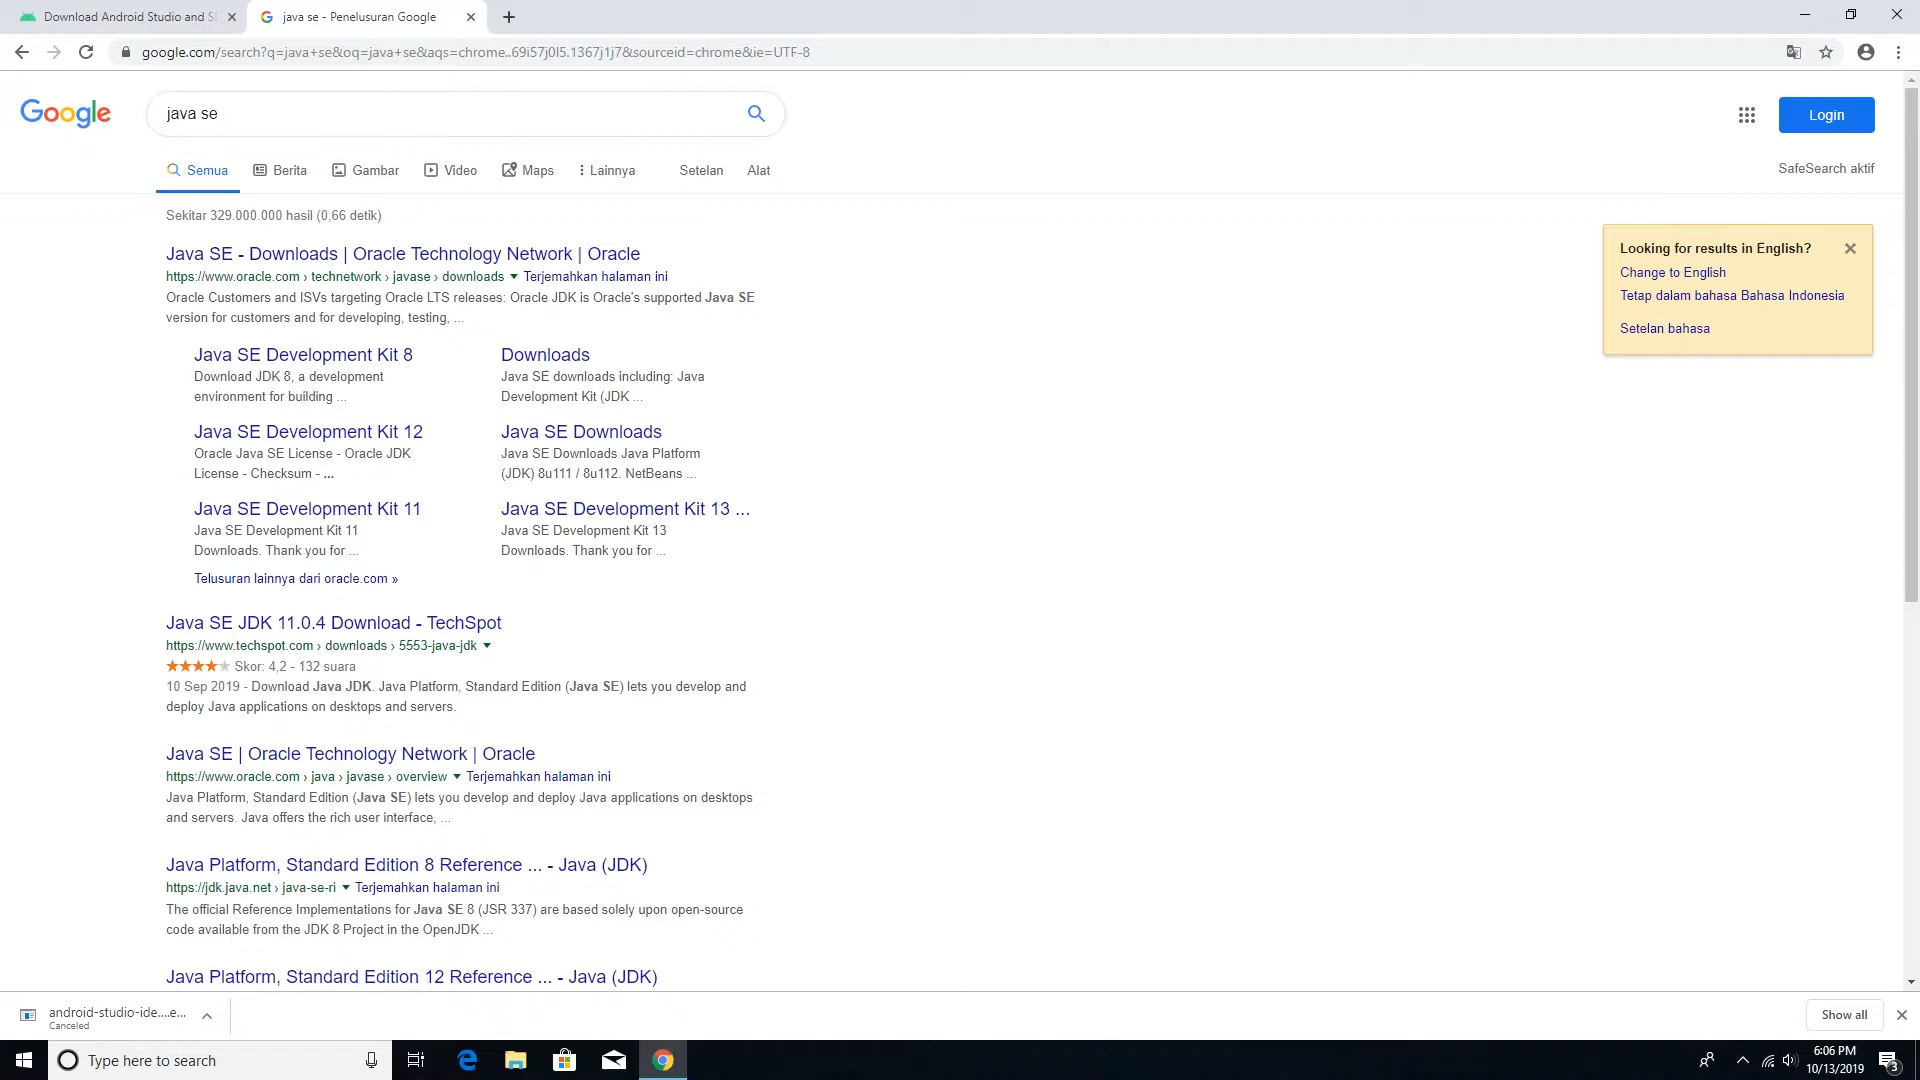 Download Android Studio and S
java se - Penelusuran Google
google.com/search?q=java+se&oq=java+se&aqs=chrome..69i57j0l5.1367j1j7&sourceid=chrome&ie=UTF-8
Google
java se
Login
Semua
Berita
Gambar
Video
Maps
Lainnya
Setelan
Alat
SafeSearch aktif
Sekitar 329.000.000 hasil (0,66 detik)
Looking for results in English?
Change to English
Tetap dalam bahasa Bahasa Indonesia
Setelan bahasa
Java SE - Downloads | Oracle Technology Network | Oracle
https://www.oracle.com › technetwork › javase › downloads ▼ Terjemahkan halaman ini
Oracle Customers and ISVs targeting Oracle LTS releases: Oracle JDK is Oracle's supported Java SE
version for customers and for developing, testing, ...
Java SE Development Kit 8
Download JDK 8, a development
environment for building ...
Downloads
Java SE downloads including: Java
Development Kit (JDK ...
Java SE Development Kit 12
Oracle Java SE License - Oracle JDK
License - Checksum - ...
Java SE Downloads
Java SE Downloads Java Platform
(JDK) 8u111 / 8u112. NetBeans ...
Java SE Development Kit 11
Java SE Development Kit 11
Downloads. Thank you for ...
Java SE Development Kit 13 ...
Java SE Development Kit 13
Downloads. Thank you for ...
Telusuran lainnya dari oracle.com »
Java SE JDK 11.0.4 Download - TechSpot
https://www.techspot.com › downloads › 5553-java-jdk ▼
★★★★★ Skor: 4,2 - 132 suara
10 Sep 2019 - Download Java JDK. Java Platform, Standard Edition (Java SE) lets you develop and
deploy Java applications on desktops and servers.
Java SE | Oracle Technology Network | Oracle
https://www.oracle.com › java › javase › overview ▼ Terjemahkan halaman ini
Java Platform, Standard Edition (Java SE) lets you develop and deploy Java applications on desktops
and servers. Java offers the rich user interface, ...
Java Platform, Standard Edition 8 Reference ... - Java (JDK)
https://jdk.java.net › java-se-ri ▼ Terjemahkan halaman ini
The official Reference Implementations for Java SE 8 (JSR 337) are based solely upon open-source
code available from the JDK 8 Project in the OpenJDK ...
Java Platform, Standard Edition 12 Reference ... - Java (JDK)
android-studio-ide....e...
Canceled
Show all
Type here to search
6:06 PM
10/13/2019
3